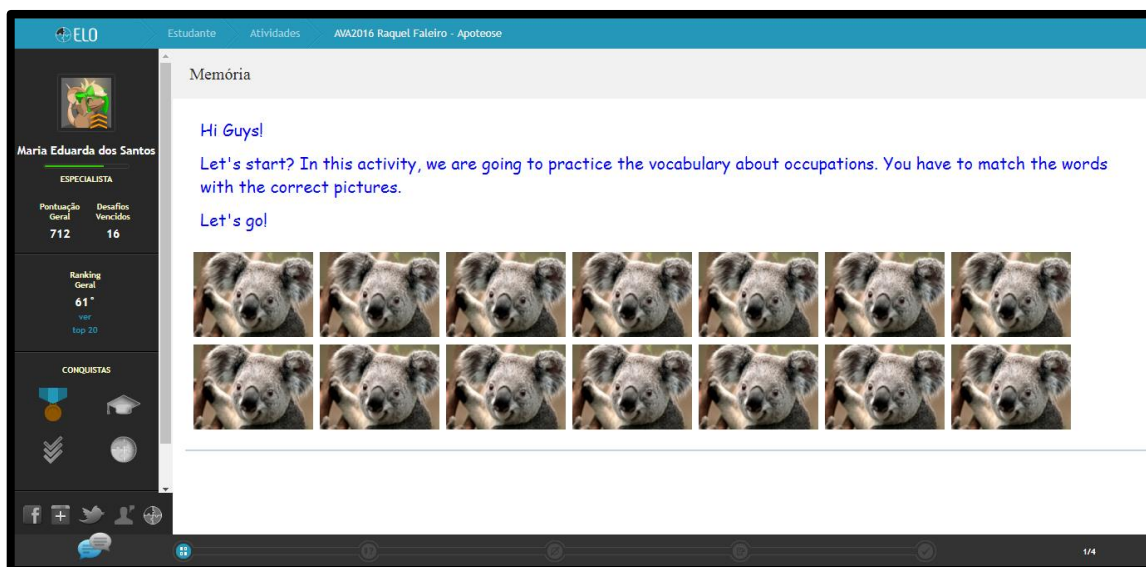 ELO
Estudante Atividades AVA2016 Raquel Faleiro - Apoteose
Memória
Maria Eduarda dos Santos
ESPECIALISTA
Pontuação Geral
Desafios Vencidos
712 16
Ranking
Geral
61°
ver
top 20
CONQUISTAS
Hi Guys!
Let's start? In this activity, we are going to practice the vocabulary about occupations. You have to match the words
with the correct pictures.
Let's go!
1/4